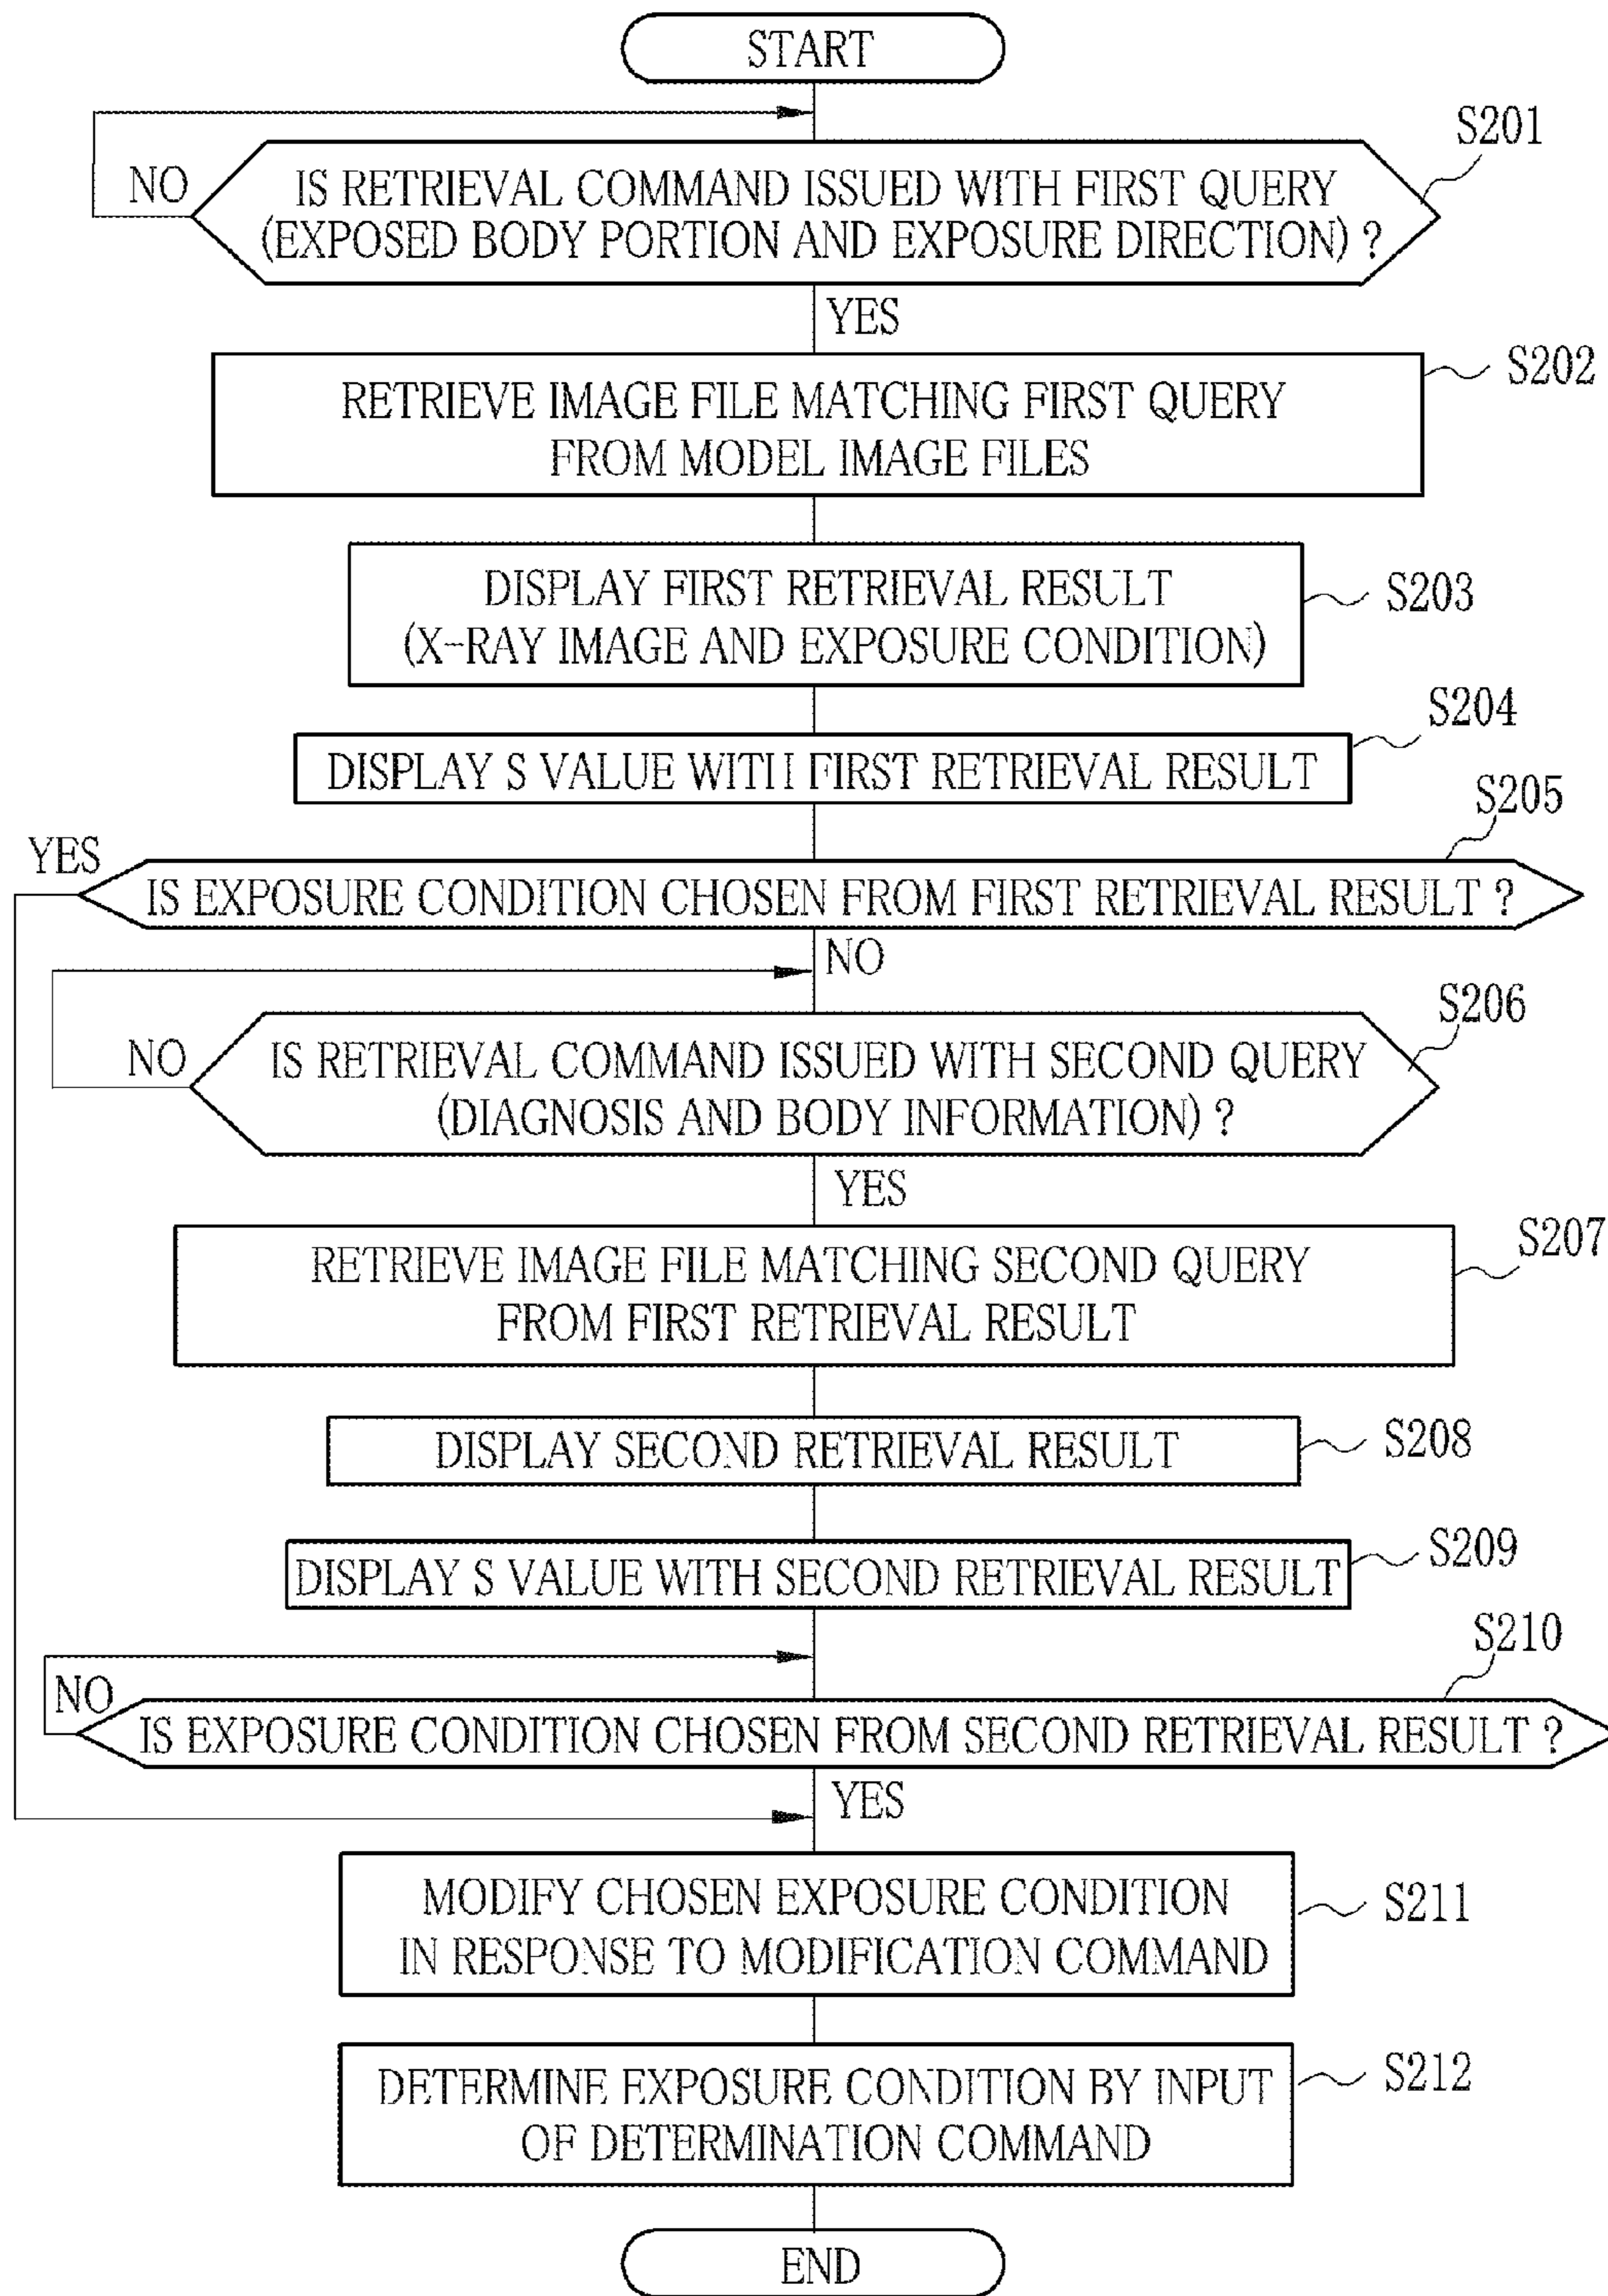 START
S201
NO
IS RETRIEVAL COMMAND ISSUED WITH FIRST QUERY
(EXPOSED BODY PORTION AND EXPOSURE DIRECTION) ?
YES
S202
RETRIEVE IMAGE FILE MATCHING FIRST QUERY
FROM MODEL IMAGE FILES
DISPLAY FIRST RETRIEVAL RESULT
(X-RAY IMAGE AND EXPOSURE CONDITION)
S203
S204
DISPLAY S VALUE WITH FIRST RETRIEVAL RESULT
S205
YES
IS EXPOSURE CONDITION CHOSEN FROM FIRST RETRIEVAL RESULT ?
NO
S206
NO
IS RETRIEVAL COMMAND ISSUED WITH SECOND QUERY
(DIAGNOSIS AND BODY INFORMATION) ?
YES
S207
RETRIEVE IMAGE FILE MATCHING SECOND QUERY
FROM FIRST RETRIEVAL RESULT
DISPLAY SECOND RETRIEVAL RESULT
S208
DISPLAY S VALUE WITH SECOND RETRIEVAL RESULT
S209
S210
NO
IS EXPOSURE CONDITION CHOSEN FROM SECOND RETRIEVAL RESULT ?
YES
MODIFY CHOSEN EXPOSURE CONDITION
IN RESPONSE TO MODIFICATION COMMAND
S211
DETERMINE EXPOSURE CONDITION BY INPUT
OF DETERMINATION COMMAND
S212
END